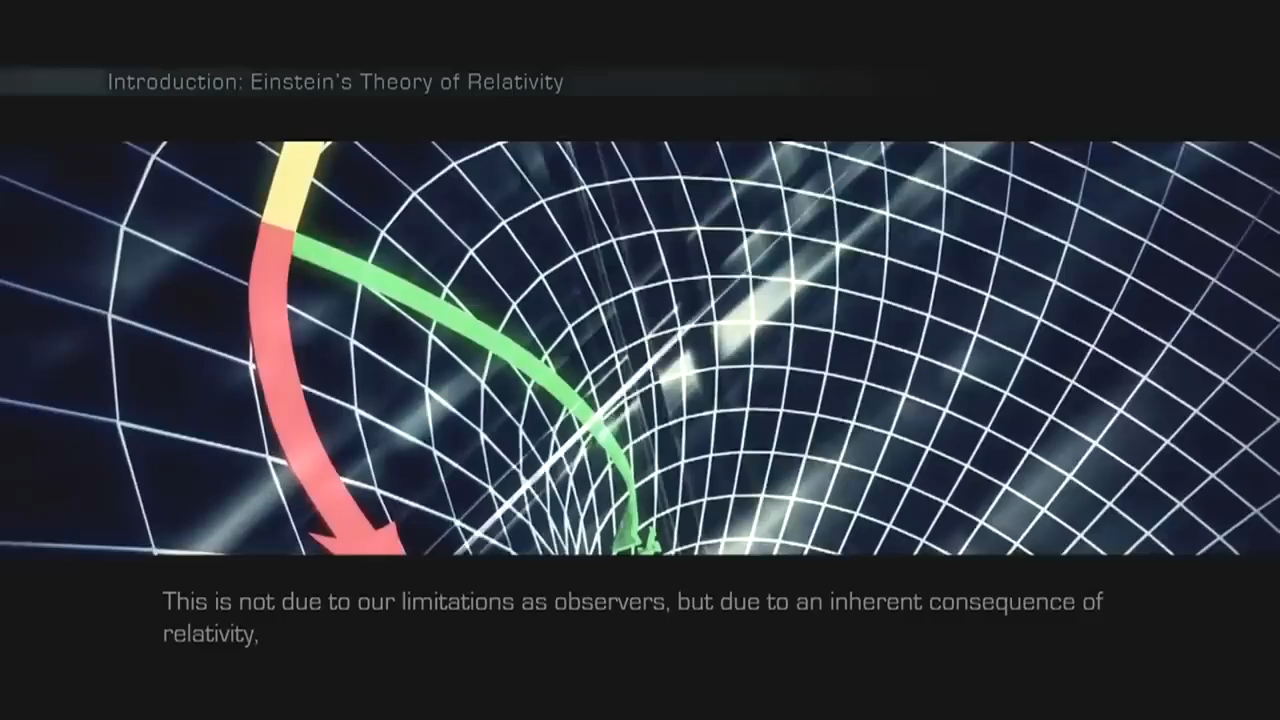 Introduction: Einstein's Theory of Relativity
This is not due to our limitations as observers, but due to an inherent consequence of
relativity,